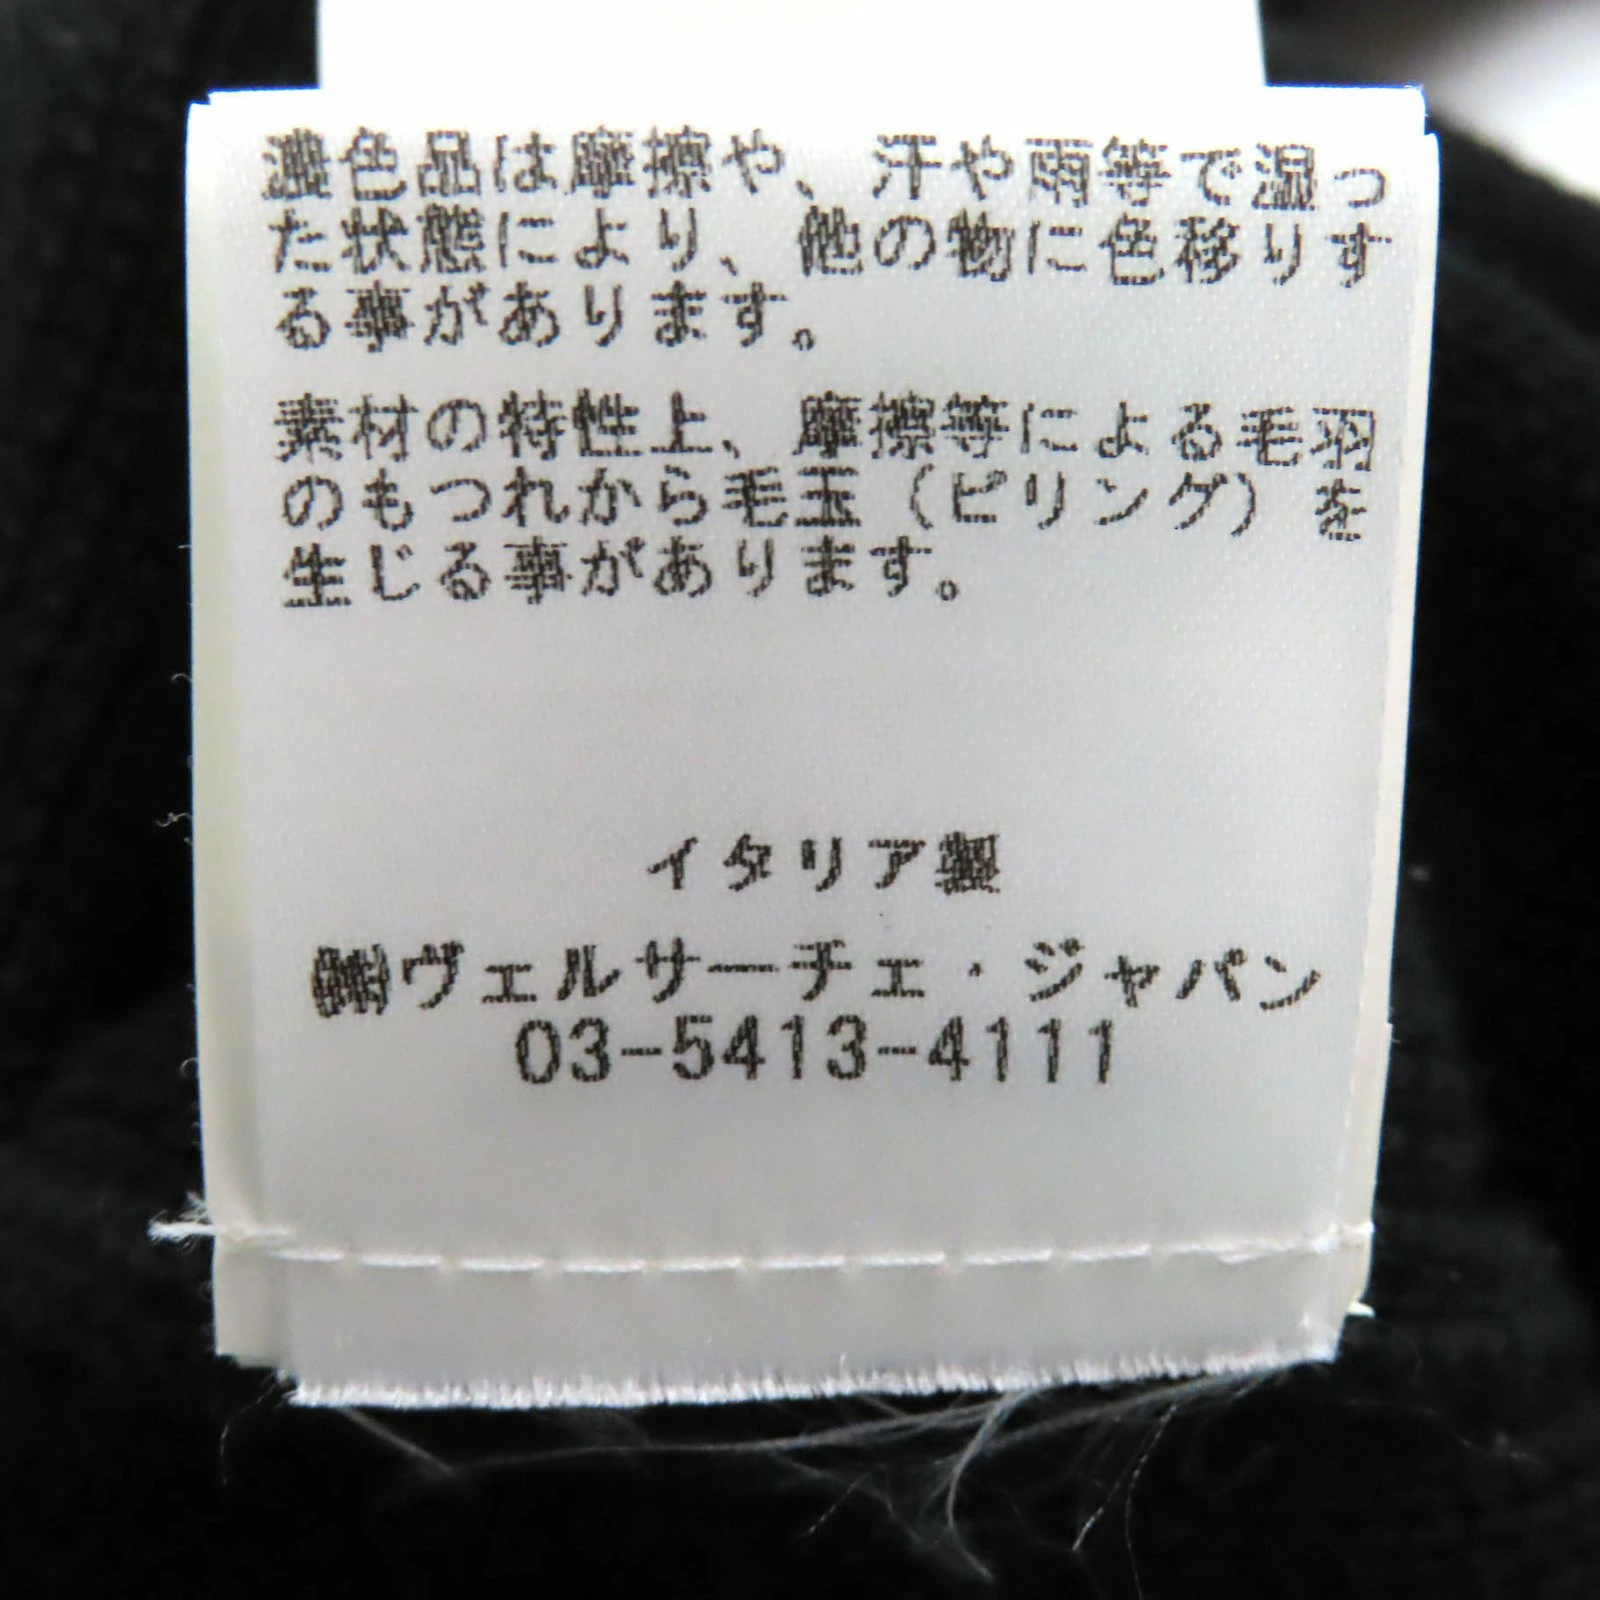 濃色品は摩擦や、汗や雨等で湿っ
た状態により、他の物に色移りす
る事があります。
素材の特性上、摩擦等による毛羽
のもつれから毛玉（ピリング）を
生じる事があります。
イタリア製
㈱ヴェルサーチェ・ジャパン
03-5413-4111